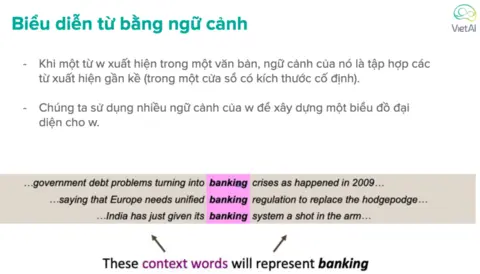 Biểu diễn từ bằng ngữ cảnh
VietAI
- Khi một từ w xuất hiện trong một văn bản, ngữ cảnh của nó là tập hợp các
từ xuất hiện gần kề (trong một cửa sổ có kích thước cố định).
- Chúng ta sử dụng nhiều ngữ cảnh của w để xây dựng một biểu đồ đại
diện cho w.
...government debt problems turning into banking crises as happened in 2009...
...saying that Europe needs unified banking regulation to replace the hodgepodge...
...India has just given its banking system a shot in the arm...
These context words will represent banking